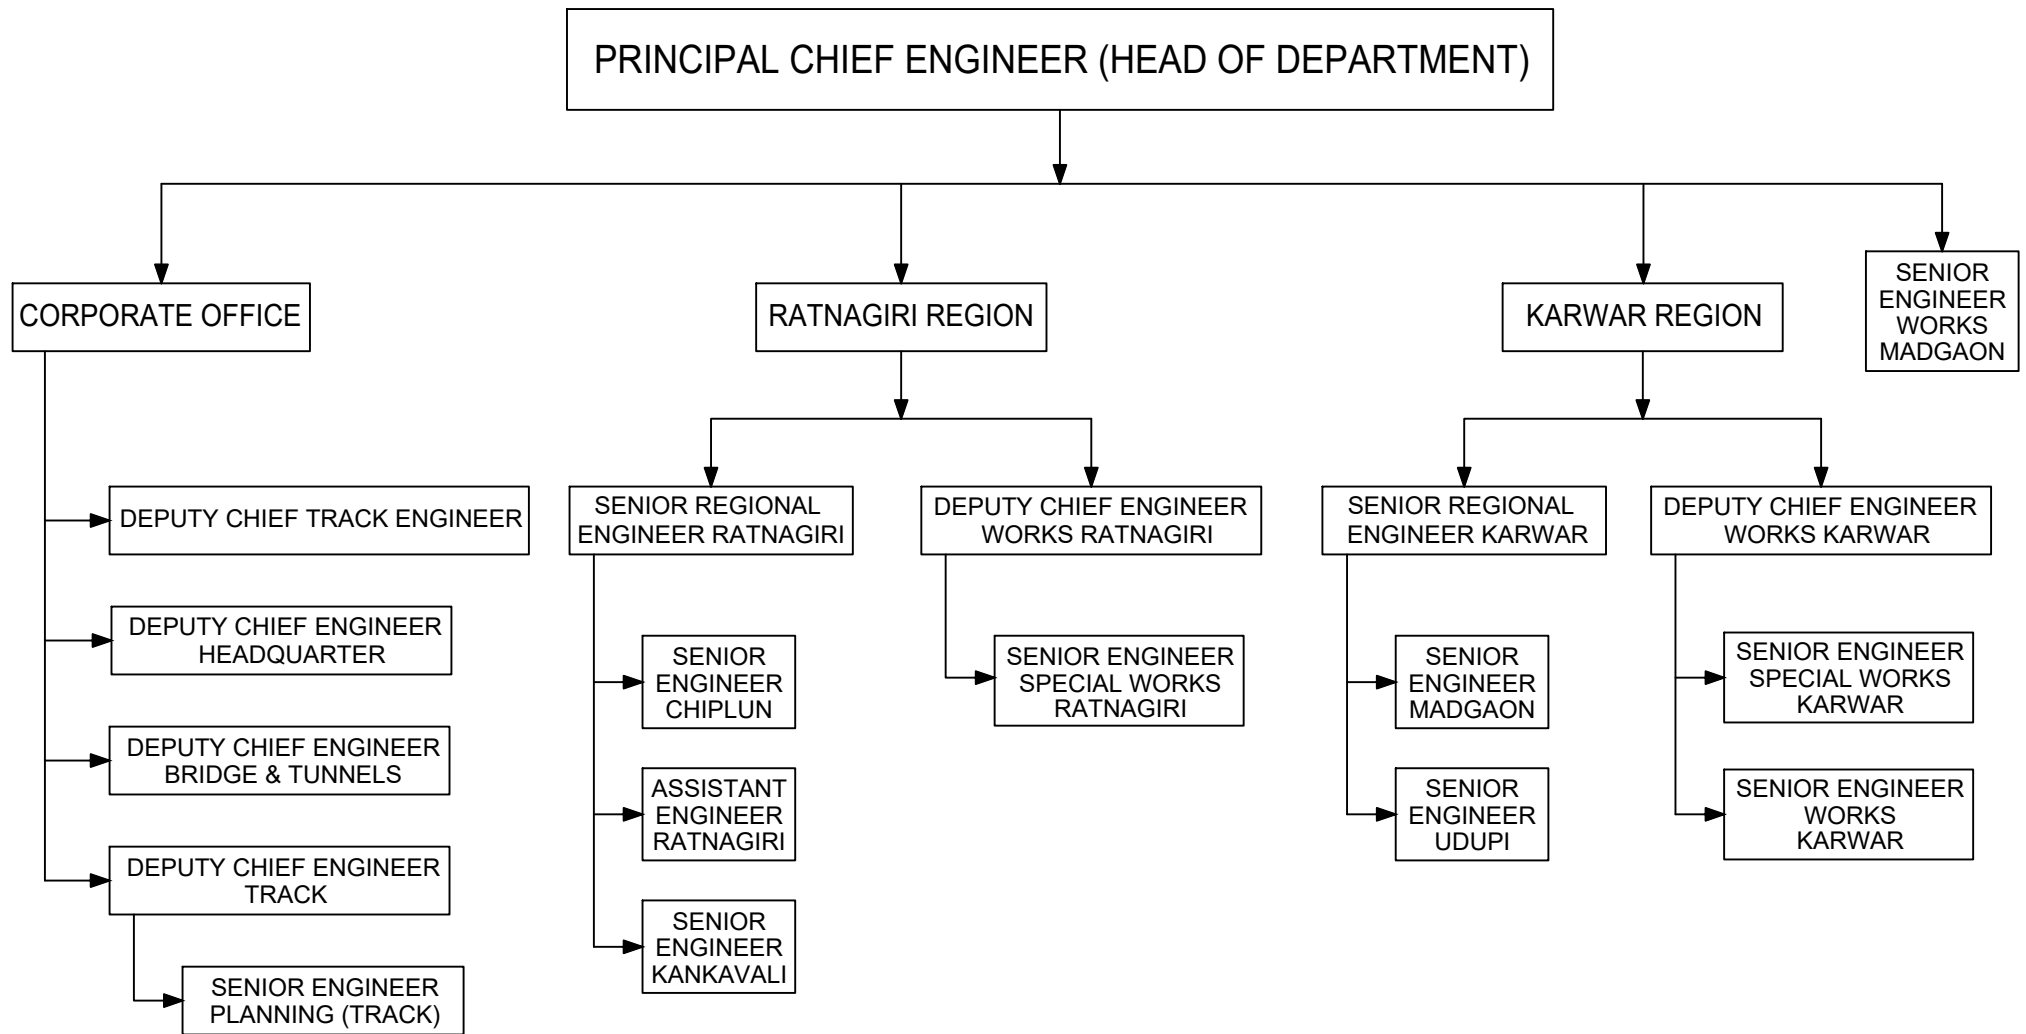 PRINCIPAL CHIEF ENGINEER (HEAD OF DEPARTMENT)
CORPORATE OFFICE
RATNAGIRI REGION
KARWAR REGION
SENIOR
ENGINEER
WORKS
MADGAON
DEPUTY CHIEF TRACK ENGINEER
DEPUTY CHIEF ENGINEER
HEADQUARTER
DEPUTY CHIEF ENGINEER
BRIDGE & TUNNELS
DEPUTY CHIEF ENGINEER
TRACK
SENIOR ENGINEER
PLANNING (TRACK)
SENIOR REGIONAL
ENGINEER RATNAGIRI
SENIOR
ENGINEER
CHIPLUN
ASSISTANT
ENGINEER
RATNAGIRI
SENIOR
ENGINEER
KANKAVALI
DEPUTY CHIEF ENGINEER
WORKS RATNAGIRI
SENIOR ENGINEER
SPECIAL WORKS
RATNAGIRI
SENIOR REGIONAL
ENGINEER KARWAR
SENIOR
ENGINEER
MADGAON
SENIOR
ENGINEER
UDUPI
DEPUTY CHIEF ENGINEER
WORKS KARWAR
SENIOR ENGINEER
SPECIAL WORKS
KARWAR
SENIOR ENGINEER
WORKS
KARWAR